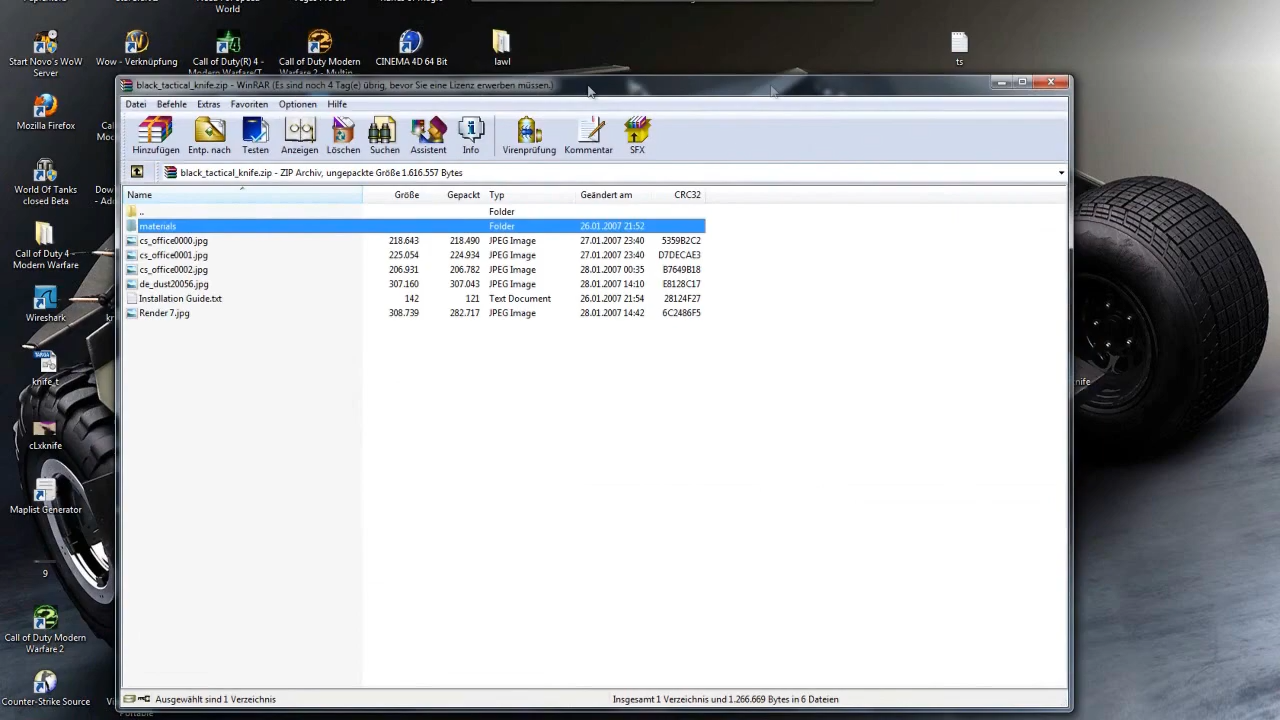 World
Start Novo's WoW
Server
Wow - Verknüpfung
Call of Duty(R) 4 -
Modern Warfare(T
Call of Duty Modern
Warfare 2 - Multip
CINEMA 4D 64 Bit
lawl
ts
black_tactical_knife.zip - WinRAR (Es sind noch 4 Tag(e) übrig, bevor Sie eine Lizenz erwerben müssen.)
Datei Befehle Extras Favoriten Optionen Hilfe
Hinzufügen Entp. nach Testen Anzeigen Löschen Suchen Assistent Info Virenprüfung Kommentar SFX
black_tactical_knife.zip - ZIP Archiv, ungepackte Größe 1.616.557 Bytes
Name Größe Gepackt Typ Geändert am CRC32
.. Folder
materials Folder 26.01.2007 21:52
cs_office0000.jpg 218.643 218.490 JPEG Image 27.01.2007 23:40 5359B2C2
cs_office0001.jpg 225.054 224.934 JPEG Image 27.01.2007 23:40 D7DECAE3
cs_office0002.jpg 206.931 206.782 JPEG Image 28.01.2007 00:35 B7649B18
de_dust20056.jpg 307.160 307.043 JPEG Image 28.01.2007 14:10 E8128C17
Installation Guide.txt 142 121 Text Document 26.01.2007 21:54 28124F27
Render 7.jpg 308.739 282.717 JPEG Image 28.01.2007 14:42 6C2486F5
Ausgewählt sind 1 Verzeichnis
Insgesamt 1 Verzeichnis und 1.266.669 Bytes in 6 Dateien
Mozilla Firefox
World Of Tanks
closed Beta
Call of Duty 4 -
Modern Warfare
Wireshark
TARGA
knife_t
cLxknife
Maplist Generator
9
Call of Duty Modern
Warfare 2
Counter-Strike Source